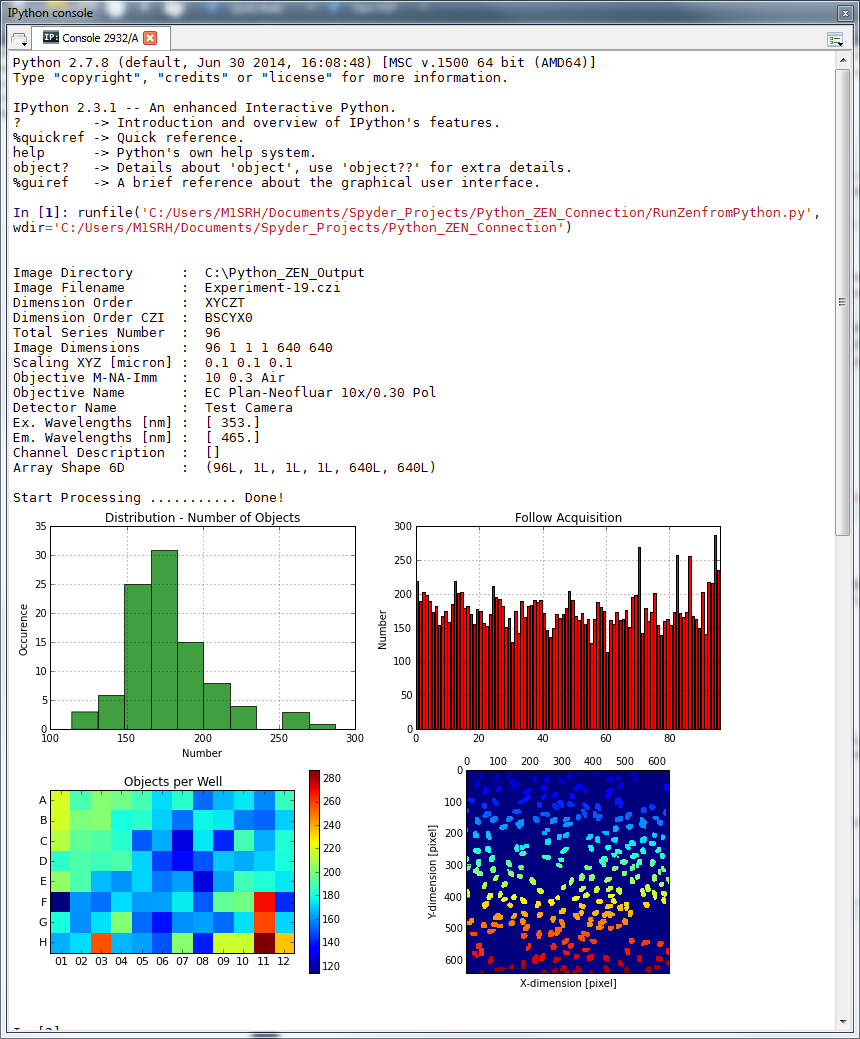 IPython console
IP: Console 2932/A
Python 2.7.8 (default, Jun 30 2014, 16:08:48) [MSC v.1500 64 bit (AMD64)]
Type "copyright", "credits" or "license" for more information.
IPython 2.3.1 -- An enhanced Interactive Python.
?         -> Introduction and overview of IPython's features.
%quickref -> Quick reference.
help      -> Python's own help system.
object?   -> Details about 'object', use 'object??' for extra details.
%guiref   -> A brief reference about the graphical user interface.
In [1]: runfile('C:/Users/M1SRH/Documents/Spyder_Projects/Python_ZEN_Connection/RunZenfromPython.py',
wdir='C:/Users/M1SRH/Documents/Spyder_Projects/Python_ZEN_Connection')
Image Directory      :  C:\Python_ZEN_Output
Image Filename       :  Experiment-19.czi
Dimension Order      :  XYCZT
Dimension Order CZI  :  BSCYX0
Total Series Number  :  96
Image Dimensions     :  96 1 1 1 640 640
Scaling XYZ [micron] :  0.1 0.1 0.1
Objective M-NA-Imm   :  10 0.3 Air
Objective Name       :  EC Plan-Neofluar 10x/0.30 Pol
Detector Name        :  Test Camera
Ex. Wavelengths [nm] :  [ 353.]
Em. Wavelengths [nm] :  [ 465.]
Channel Description  :  []
Array Shape 6D       :  (96L, 1L, 1L, 1L, 640L, 640L)
Start Processing ........... Done!
Distribution - Number of Objects
35
30
25
20
15
10
5
0
Occurence
100 150 200 250 300
Number
Follow Acquisition
300
250
200
150
100
50
0
Number
0 20 40 60 80
Objects per Well
A
B
C
D
E
F
G
H
01 02 03 04 05 06 07 08 09 10 11 12
280
260
240
220
200
180
160
140
120
0 100 200 300 400 500 600
0
100
200
300
400
500
600
Y-dimension [pixel]
X-dimension [pixel]